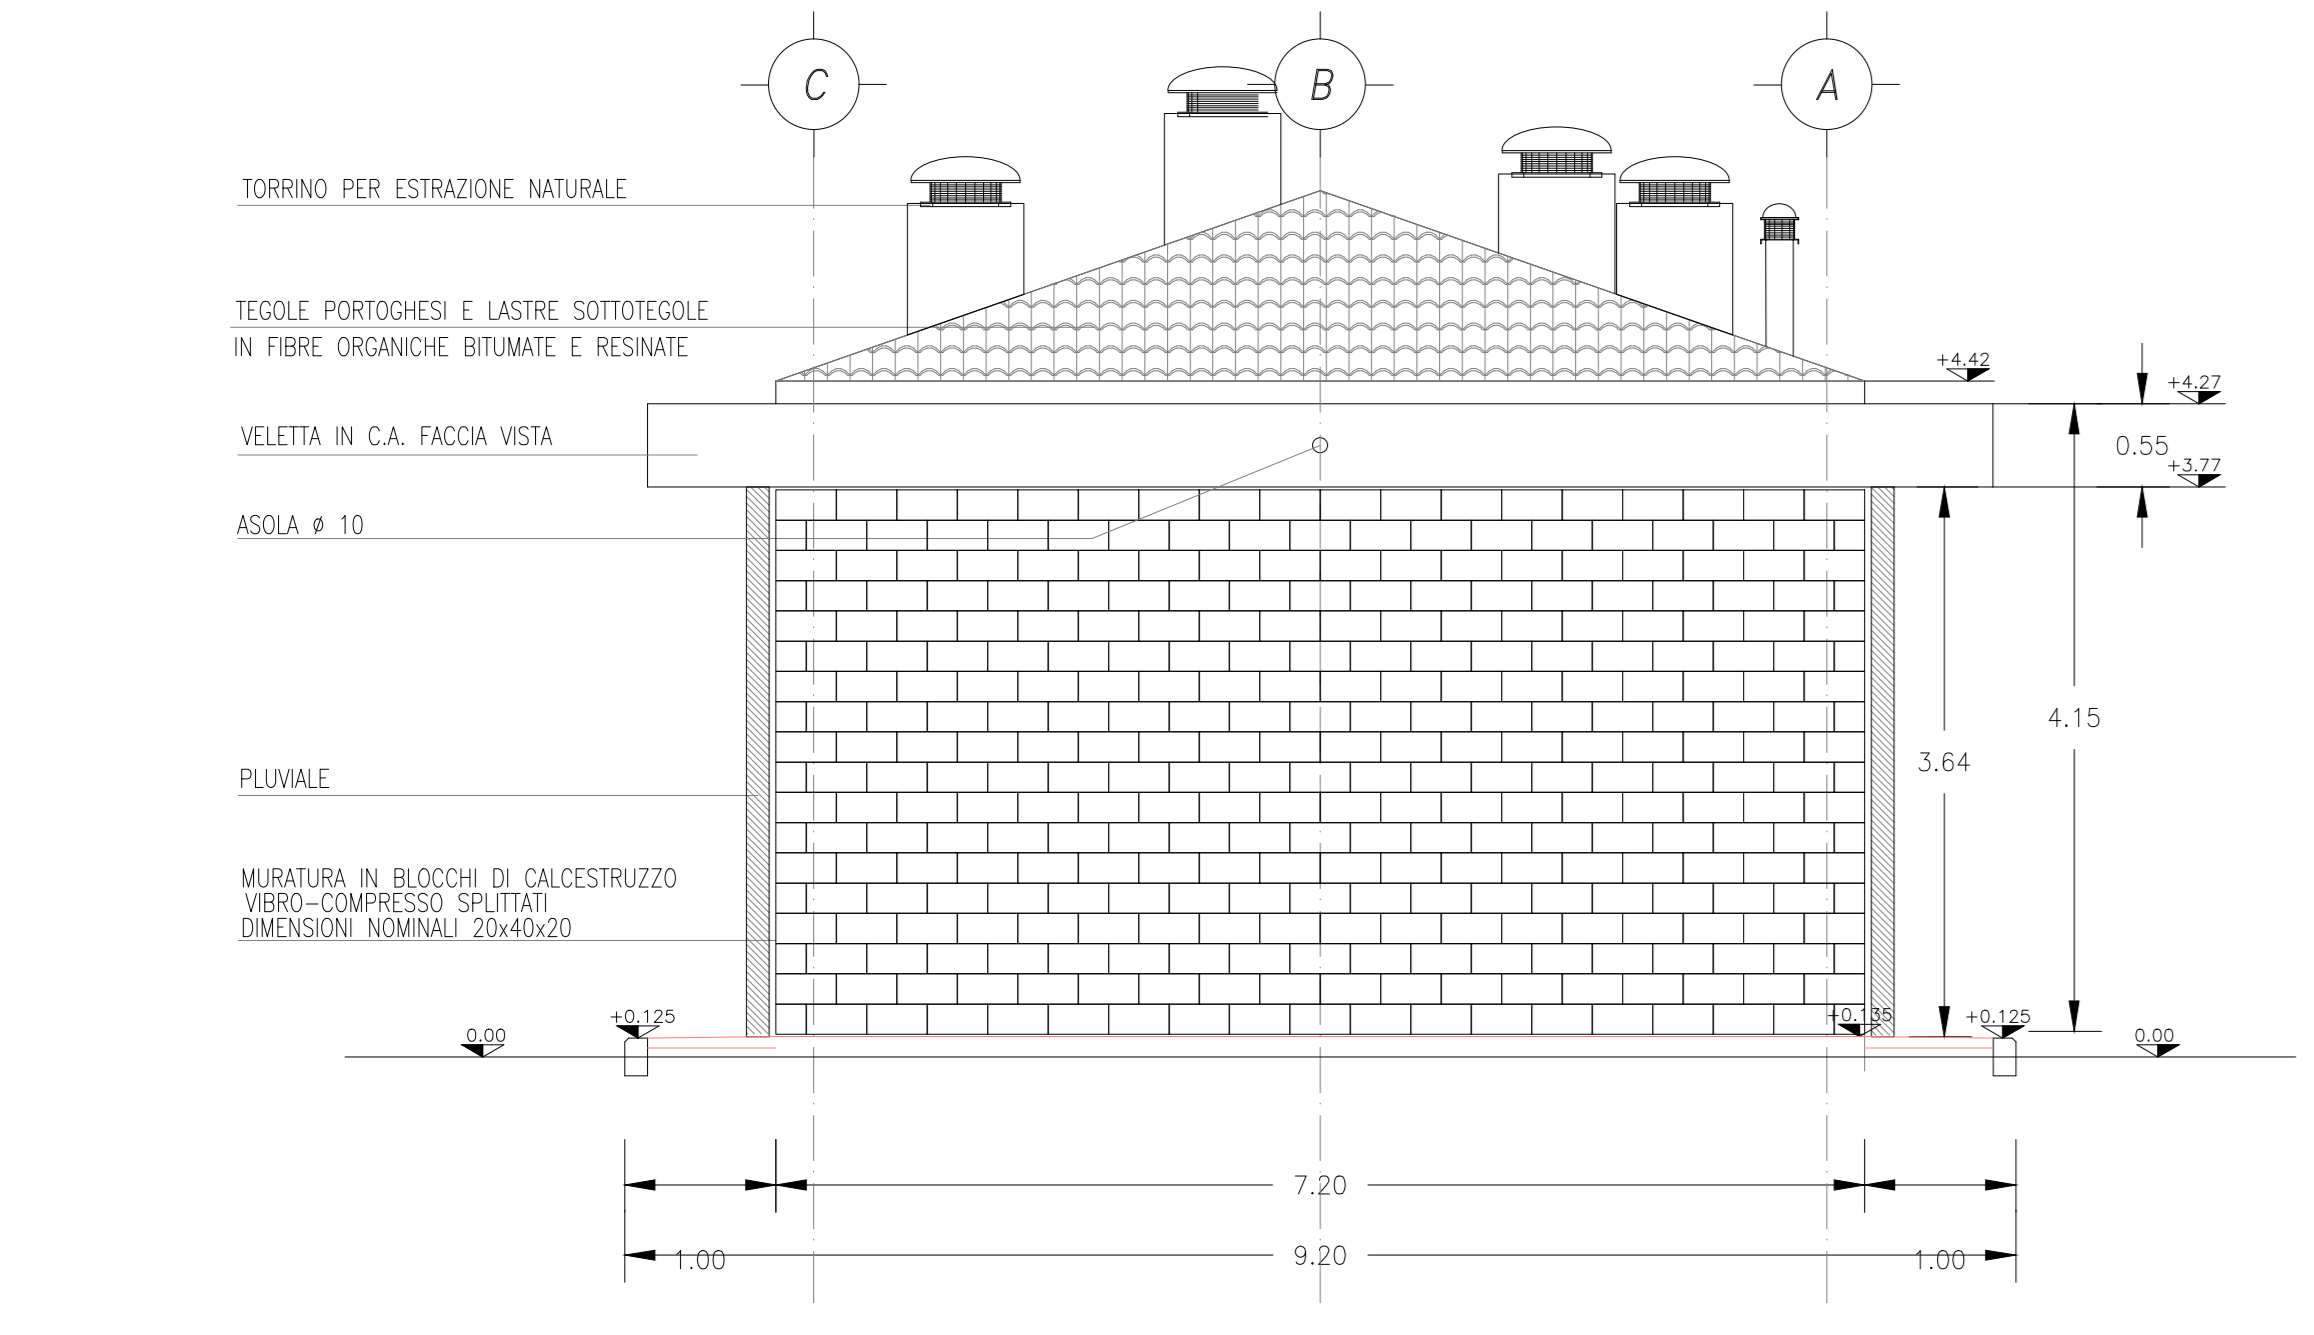 C
B
A
TORRINO PER ESTRAZIONE NATURALE
TEGOLE PORTOGHESI E LASTRE SOTTOTEGOLE
IN FIBRE ORGANICHE BITUMATE E RESINATE
+4.42
+4.27
VELETTA IN C.A. FACCIA VISTA
0.55
+3.77
ASOLA ø 10
4.15
3.64
PLUVIALE
MURATURA IN BLOCCHI DI CALCESTRUZZO
VIBRO-COMPRESSO SPLITTATI
DIMENSIONI NOMINALI 20x40x20
0.00
+0.125
+0.135
+0.125
0.00
7.20
1.00
9.20
1.00